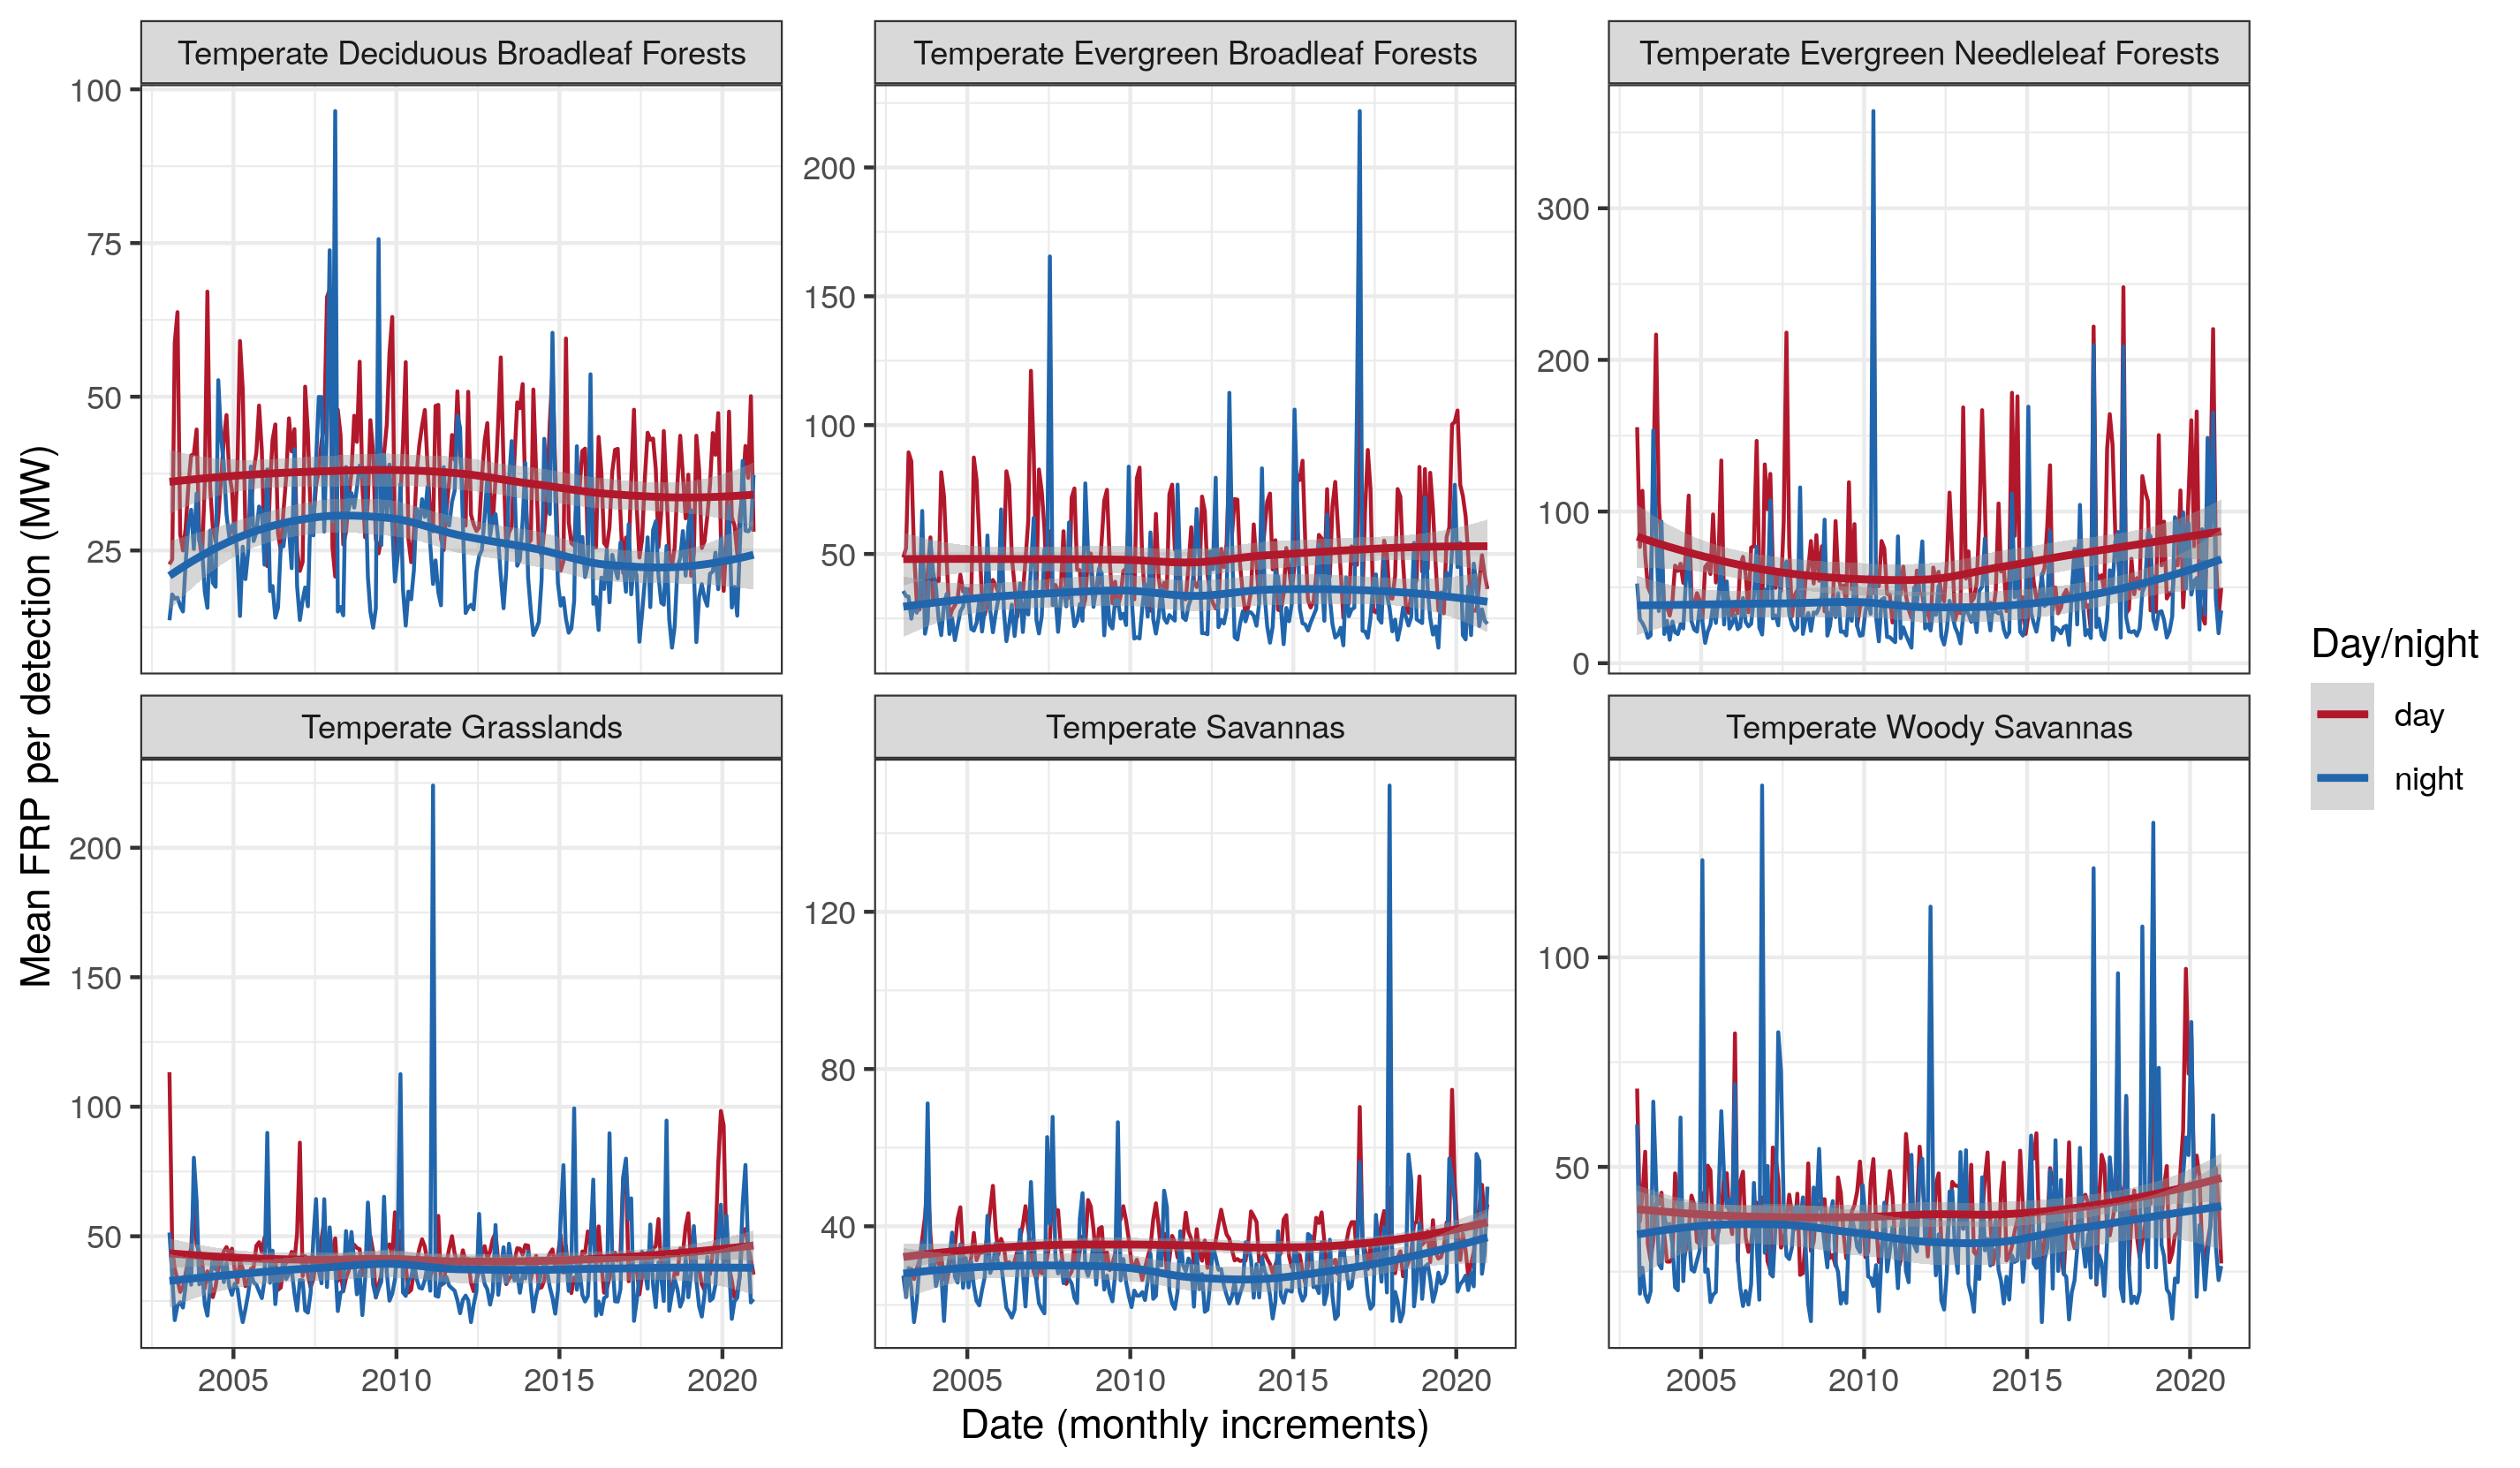 Temperate Deciduous Broadleaf Forests
Temperate Evergreen Broadleaf Forests
Temperate Evergreen Needleleaf Forests
100
75
50
25
200
150
100
50
300
200
100
0
Mean FRP per detection (MW)
Temperate Grasslands
Temperate Savannas
Temperate Woody Savannas
200
150
100
50
120
80
40
100
50
2005 2010 2015 2020
2005 2010 2015 2020
2005 2010 2015 2020
Date (monthly increments)
Day/night
day
night